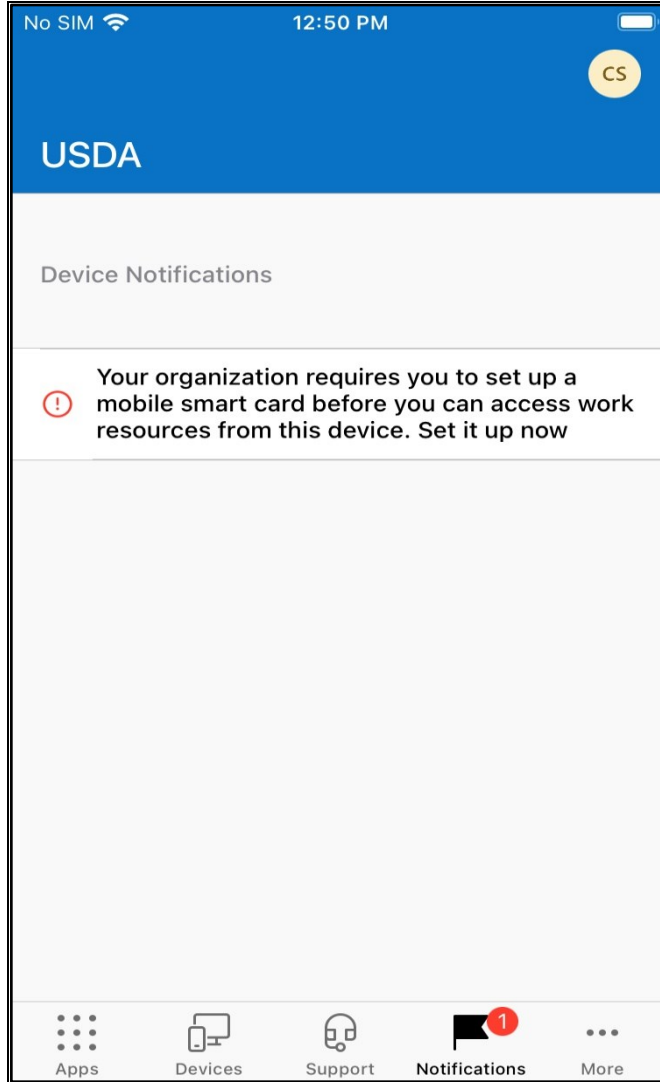 No SIM 12:50 PM
CS
USDA
Device Notifications
Your organization requires you to set up a
mobile smart card before you can access work
resources from this device. Set it up now
1
Apps Devices Support Notifications More